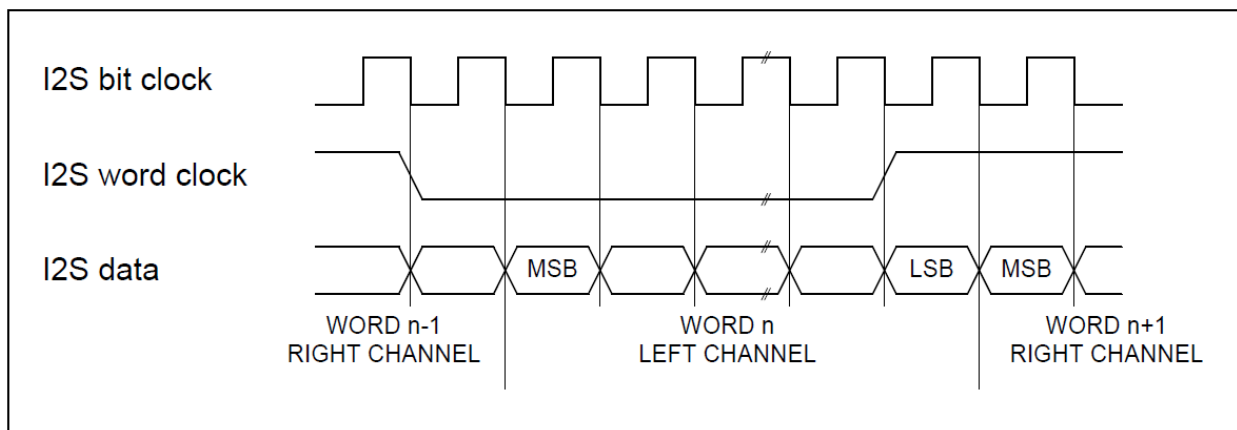 I2S bit clock
I2S word clock
I2S data
MSB
LSB
MSB
WORD n-1
RIGHT CHANNEL
WORD n
LEFT CHANNEL
WORD n+1
RIGHT CHANNEL